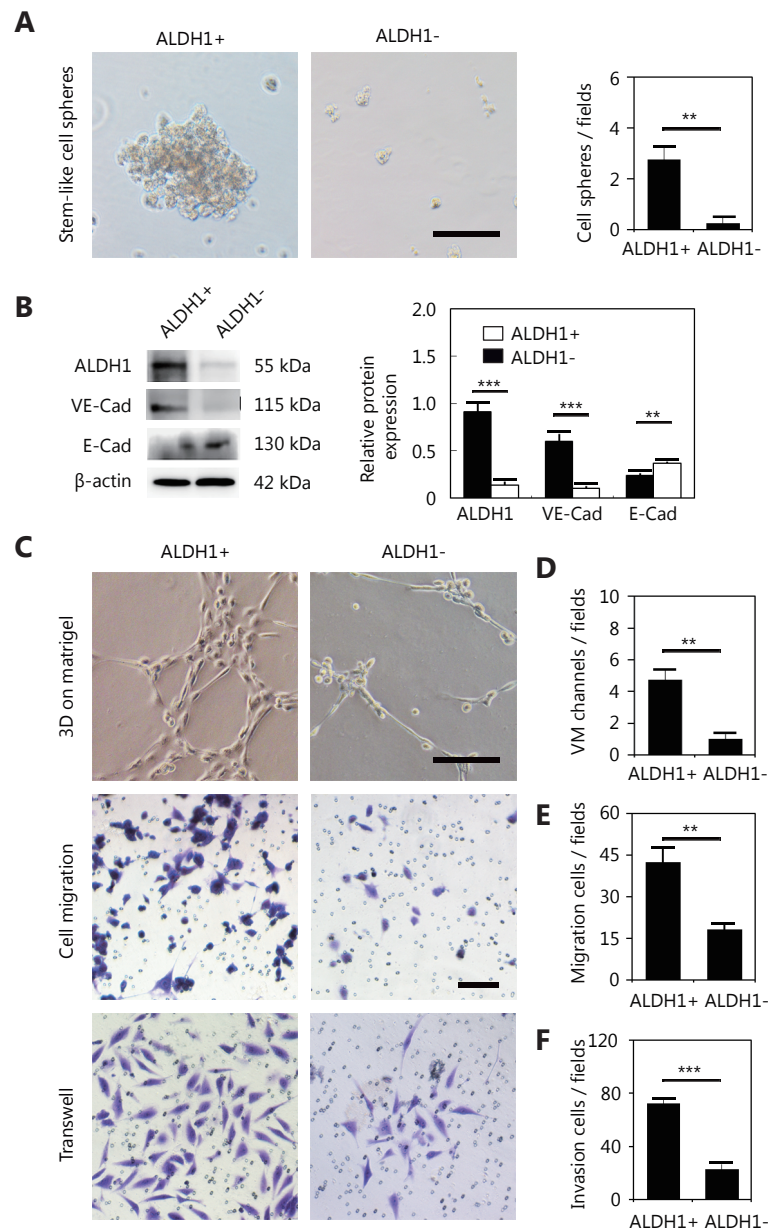 A
ALDH1+
ALDH1-
Stem-like cell spheres
Cell spheres / fields
6
4
2
0
**
ALDH1+ ALDH1-
B
ALDH1+
ALDH1-
ALDH1
55 kDa
VE-Cad
115 kDa
E-Cad
130 kDa
β-actin
42 kDa
Relative protein
expression
2.0
1.5
1.0
0.5
0
ALDH1+
ALDH1-
***
***
**
ALDH1
VE-Cad
E-Cad
C
ALDH1+
ALDH1-
3D on matrigel
Cell migration
Transwell
D
VM channels / fields
10
8
6
4
2
0
**
ALDH1+ ALDH1-
E
Migration cells / fields
60
45
30
15
0
**
ALDH1+ ALDH1-
F
Invasion cells / fields
120
80
40
0
***
ALDH1+ ALDH1-